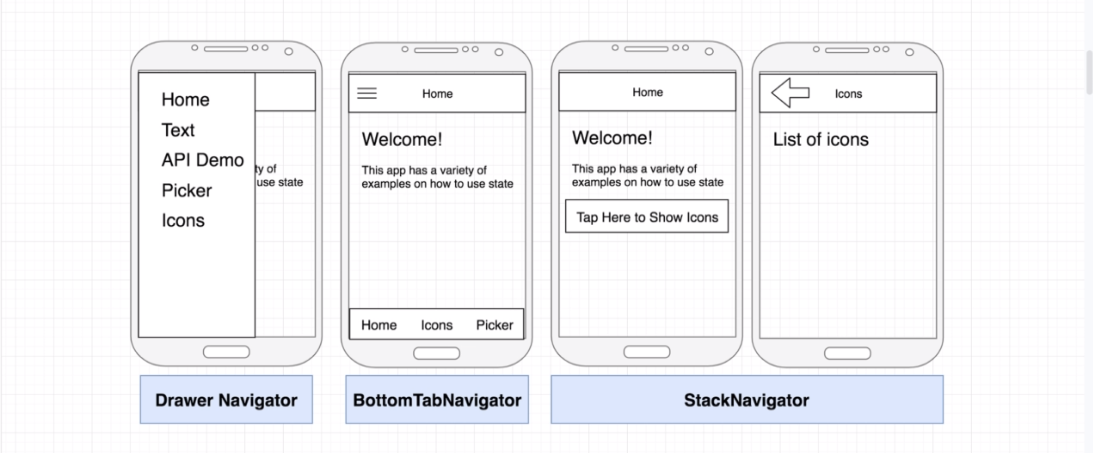 Home
Text
API Demo
Picker
Icons
ty of
use state
Drawer Navigator
Home
Welcome!
This app has a variety of
examples on how to use state
Home Icons Picker
BottomTabNavigator
Home
Welcome!
This app has a variety of
examples on how to use state
Tap Here to Show Icons
Icons
List of icons
StackNavigator